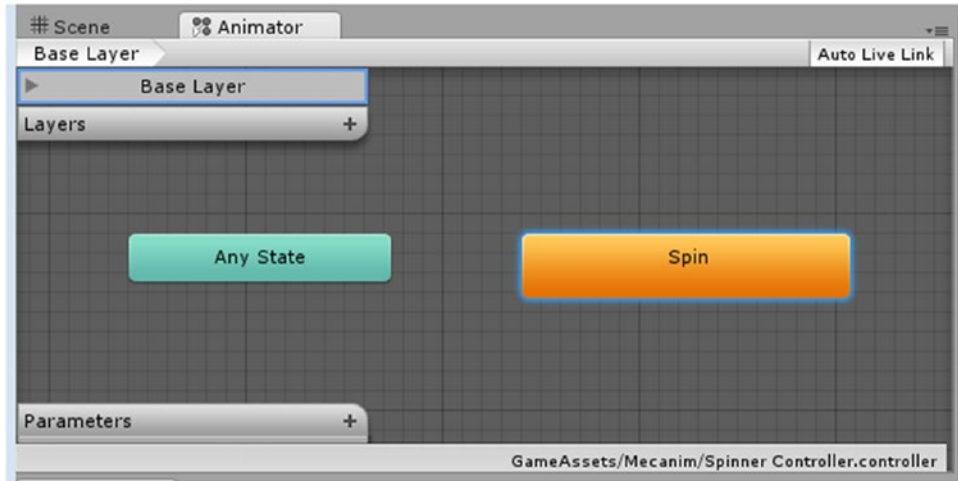 Scene Animator
Base Layer Auto Live Link
Base Layer
Layers +
Any State Spin
Parameters +
GameAssets/Mecanim/Spinner Controller.controller